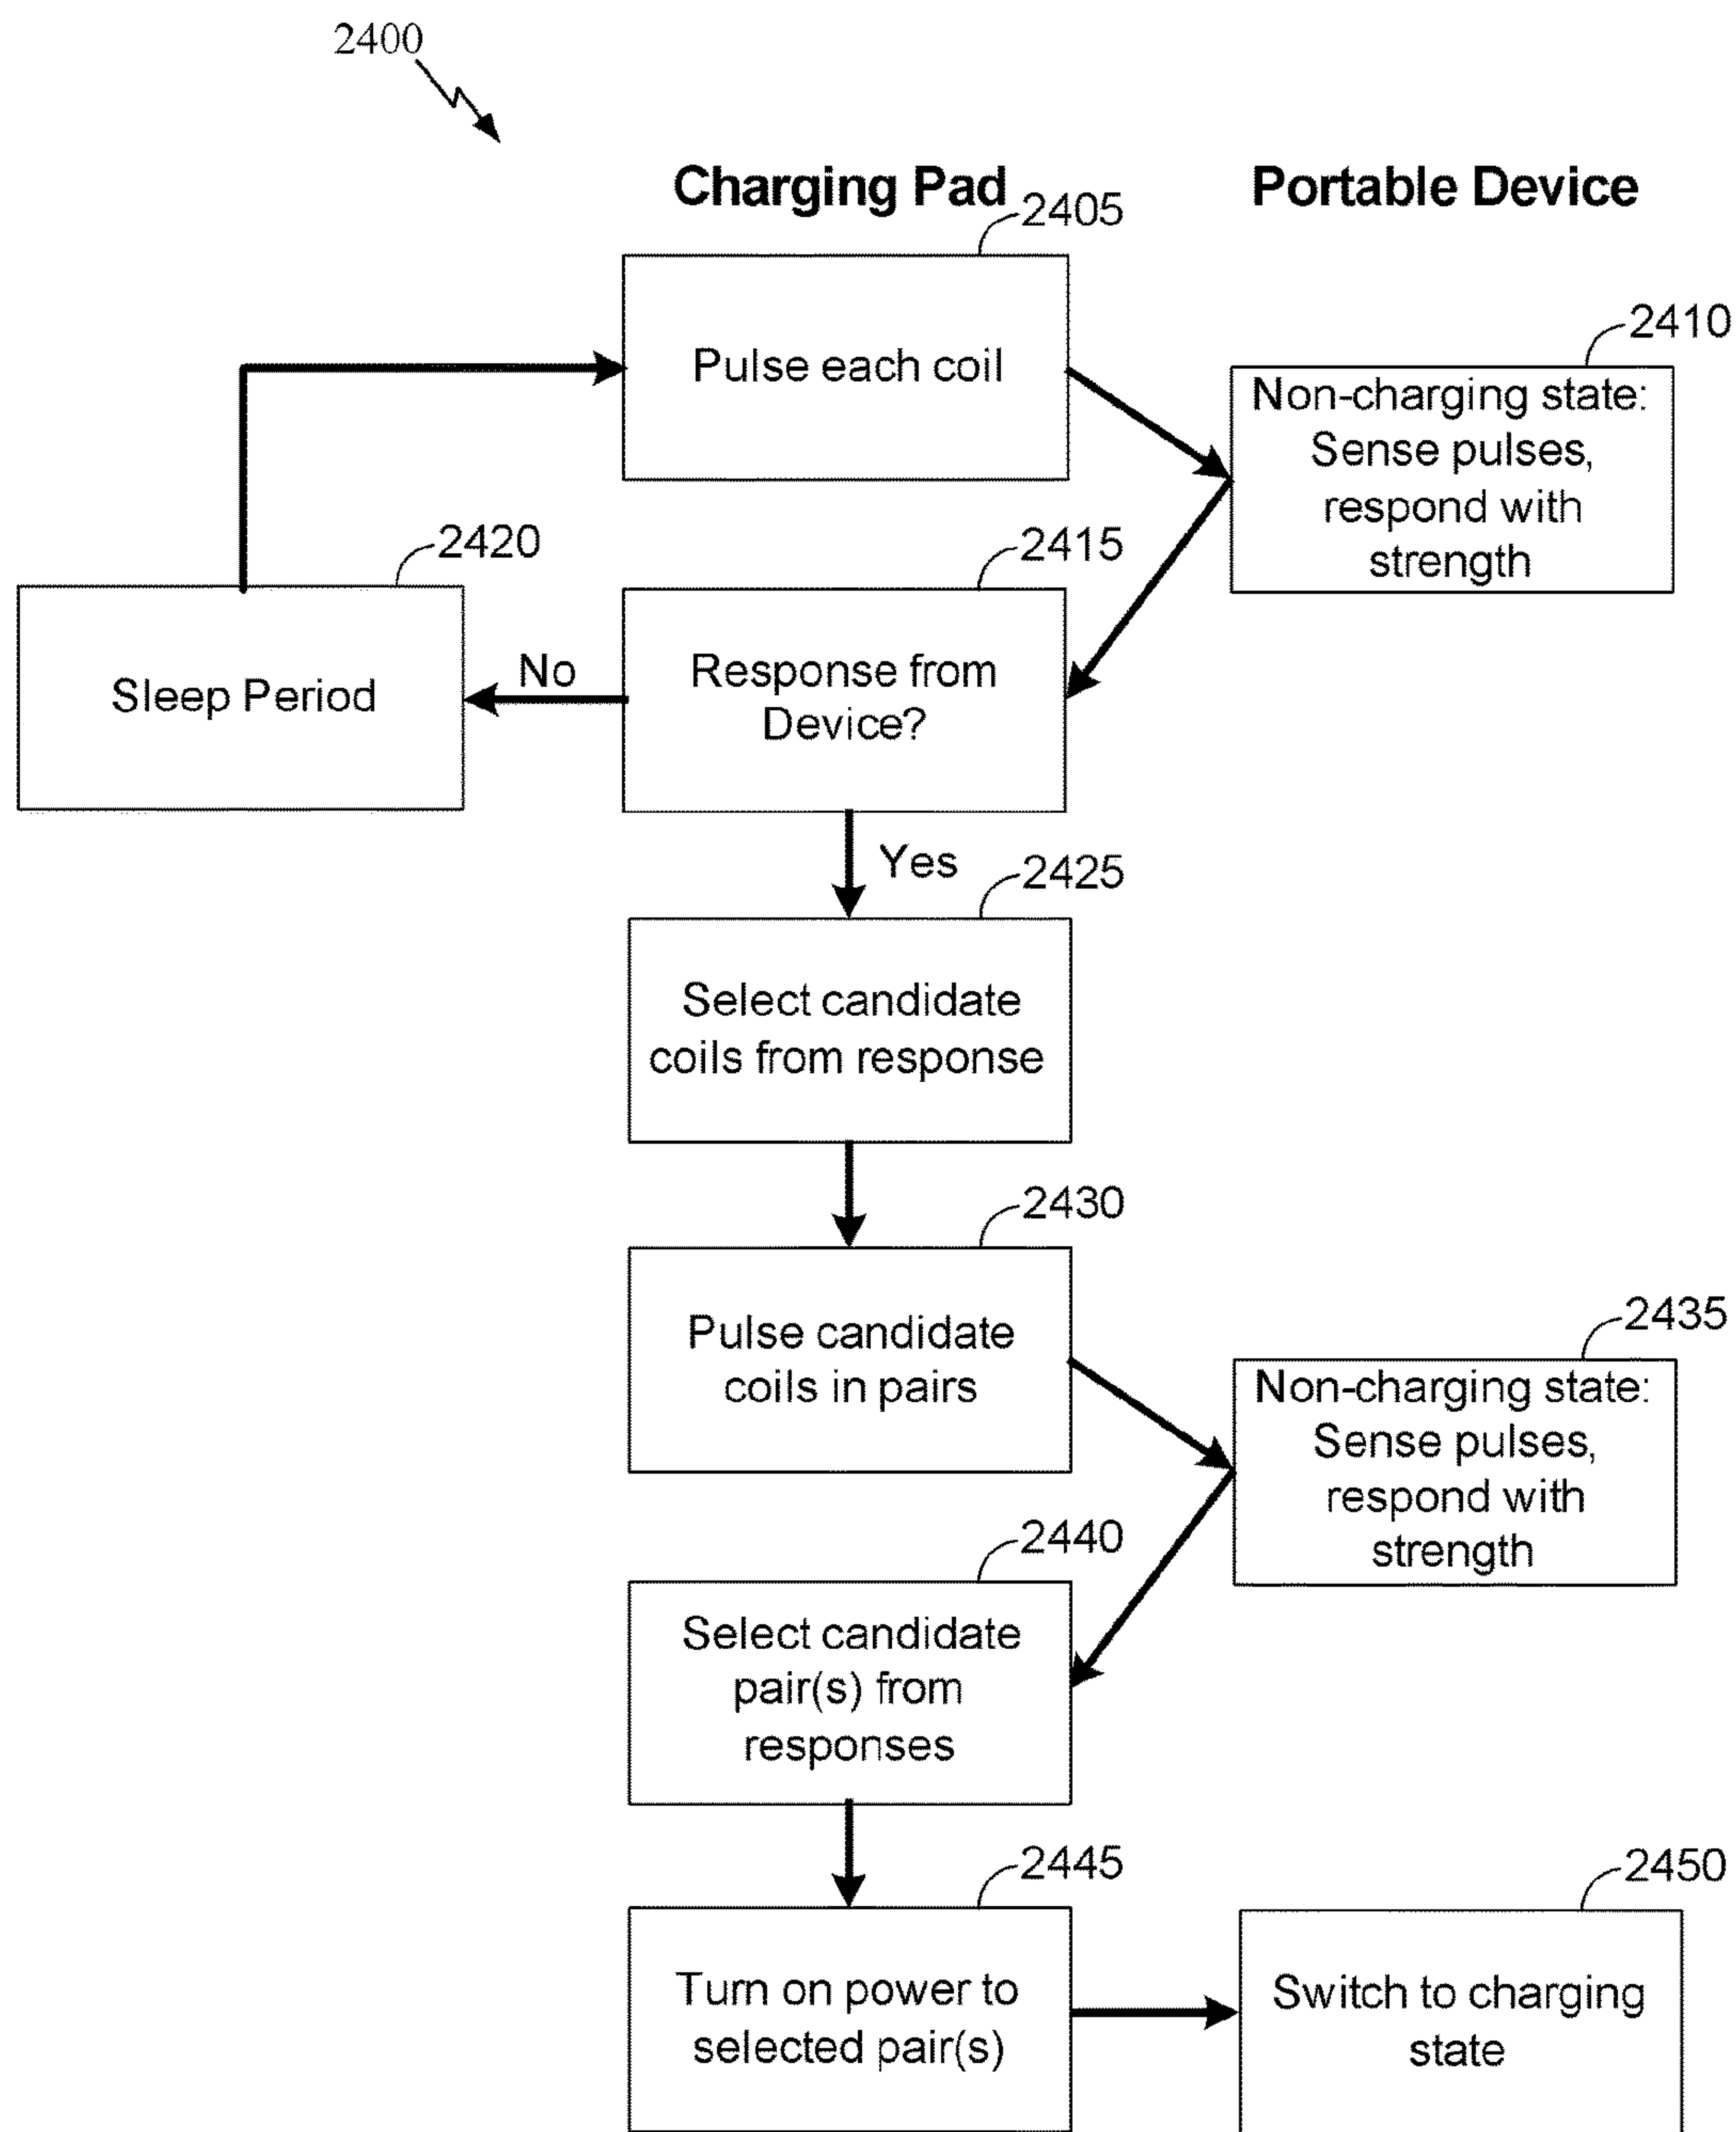 2400
Charging Pad
Portable Device
2405
Pulse each coil
2410
Non-charging state:
Sense pulses,
respond with
strength
2420
Sleep Period
No
2415
Response from
Device?
Yes
2425
Select candidate
coils from response
2430
Pulse candidate
coils in pairs
2435
Non-charging state:
Sense pulses,
respond with
strength
2440
Select candidate
pair(s) from
responses
2445
Turn on power to
selected pair(s)
2450
Switch to charging
state